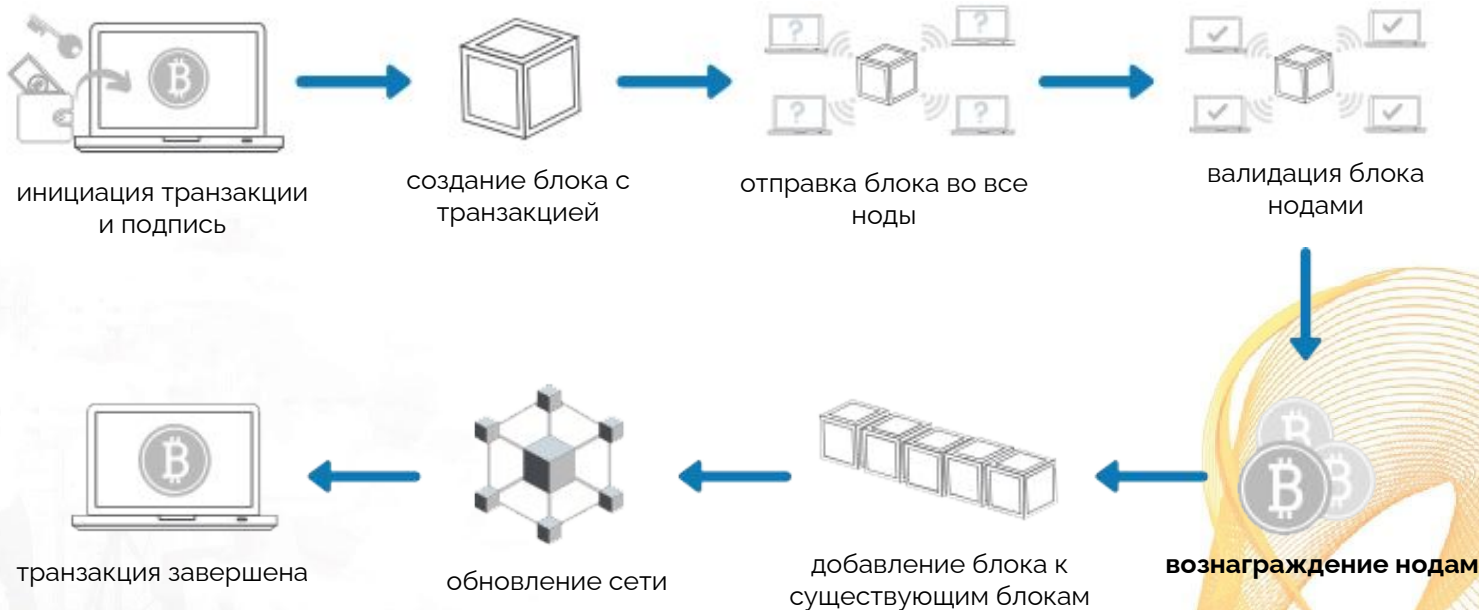 инициация транзакции
и подпись
создание блока с
транзакцией
отправка блока во все
ноды
валидация блока
нодами
вознаграждение нодам
добавление блока к
существующим блокам
обновление сети
транзакция завершена